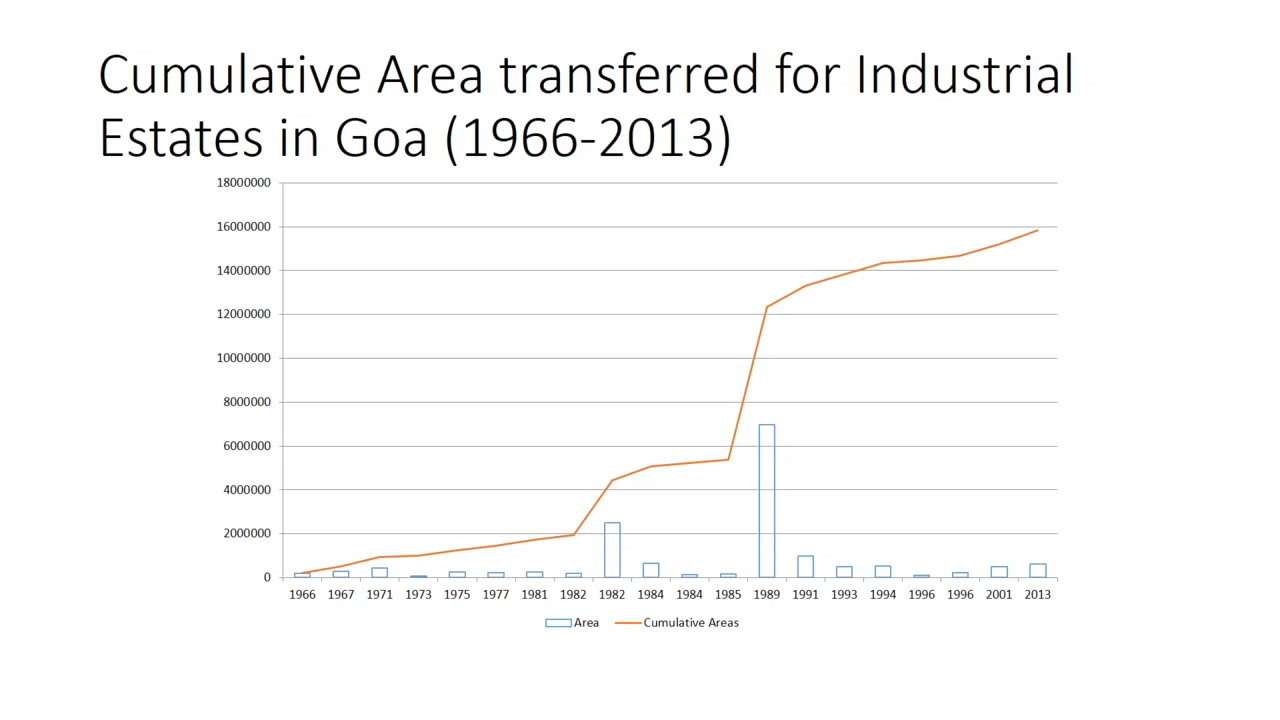 Cumulative Area transferred for Industrial
Estates in Goa (1966-2013)
18000000
16000000
14000000
12000000
10000000
8000000
6000000
4000000
2000000
0
1966 1967 1971 1973 1975 1977 1981 1982 1982 1984 1984 1985 1989 1991 1993 1994 1996 1996 2001 2013
Area Cumulative Areas